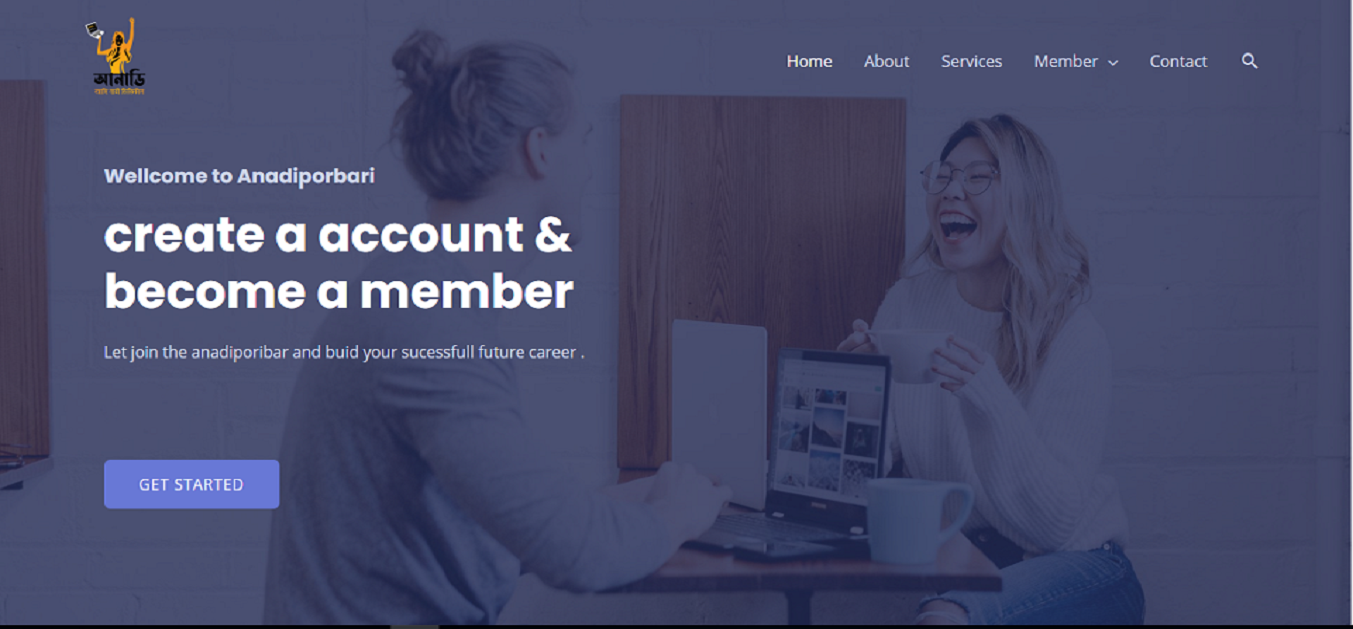 আনাড়ি
Home
About
Services
Member
Contact
Wellcome to Anadiporbari
create a account &
become a member
Let join the anadiporibar and buid your sucessfull future career .
GET STARTED